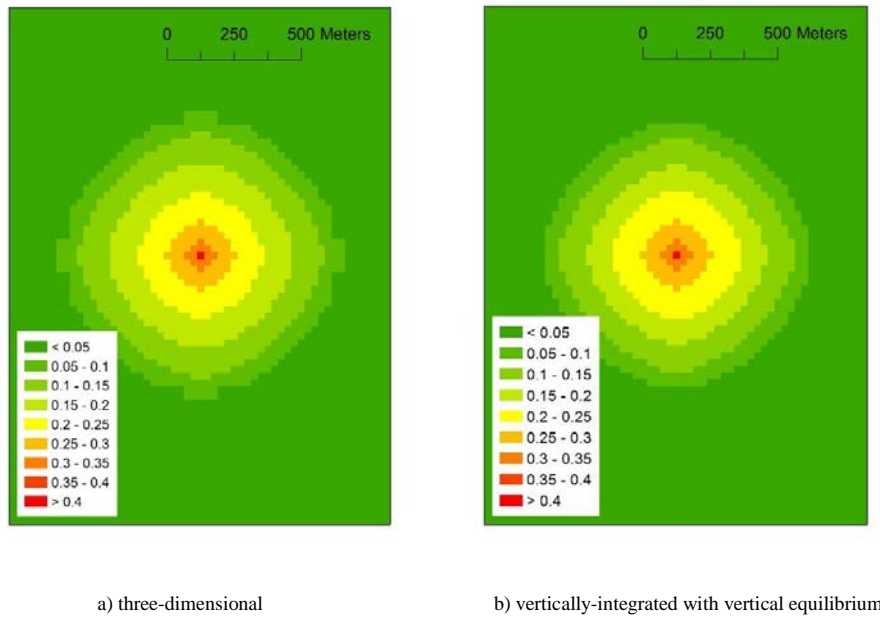 0 250 500 Meters
< 0.05
0.05 - 0.1
0.1 - 0.15
0.15 - 0.2
0.2 - 0.25
0.25 - 0.3
0.3 - 0.35
0.35 - 0.4
> 0.4
a) three-dimensional
0 250 500 Meters
< 0.05
0.05 - 0.1
0.1 - 0.15
0.15 - 0.2
0.2 - 0.25
0.25 - 0.3
0.3 - 0.35
0.35 - 0.4
> 0.4
b) vertically-integrated with vertical equilibrium